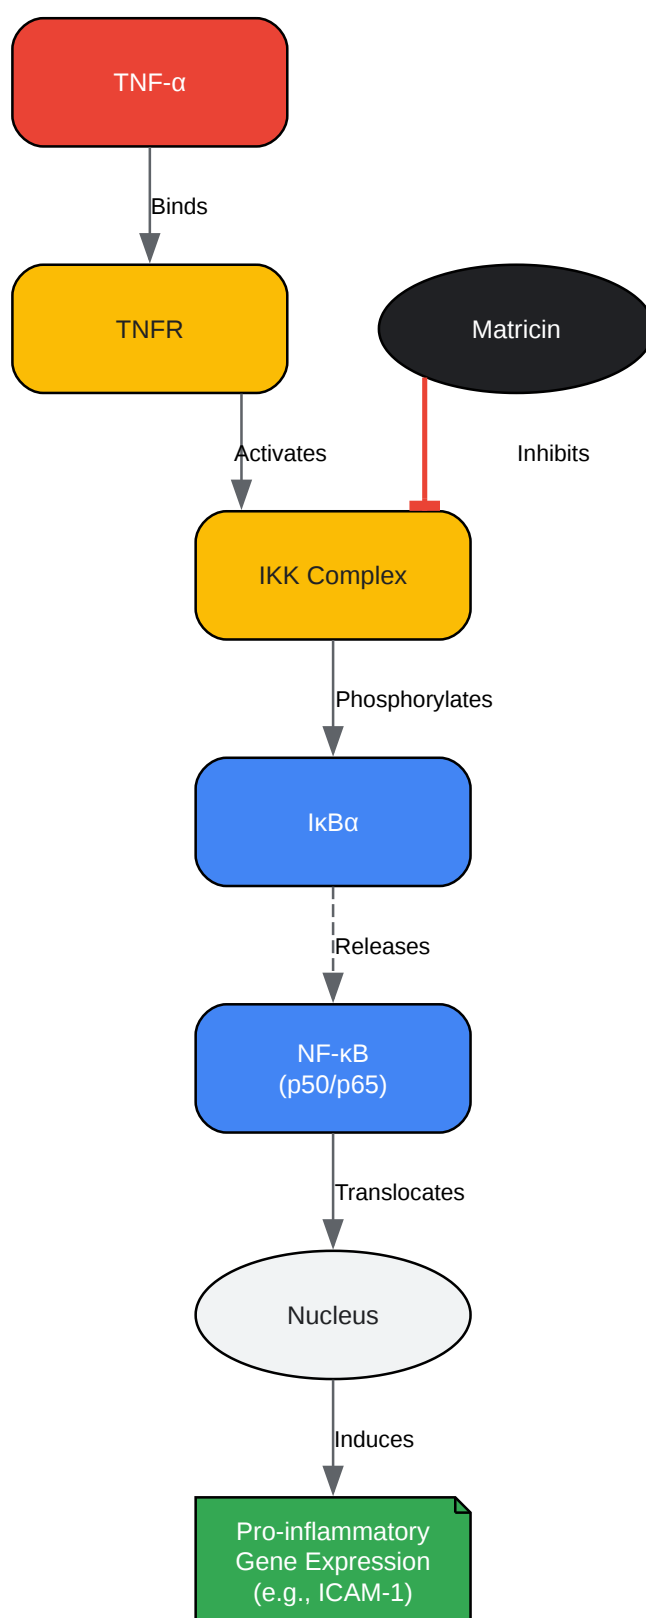 TNF-α
Binds
TNFR
Matricin
Activates
Inhibits
IKK Complex
Phosphorylates
IκBα
Releases
NF-κB
(p50/p65)
Translocates
Nucleus
Induces
Pro-inflammatory
Gene Expression
(e.g., ICAM-1)